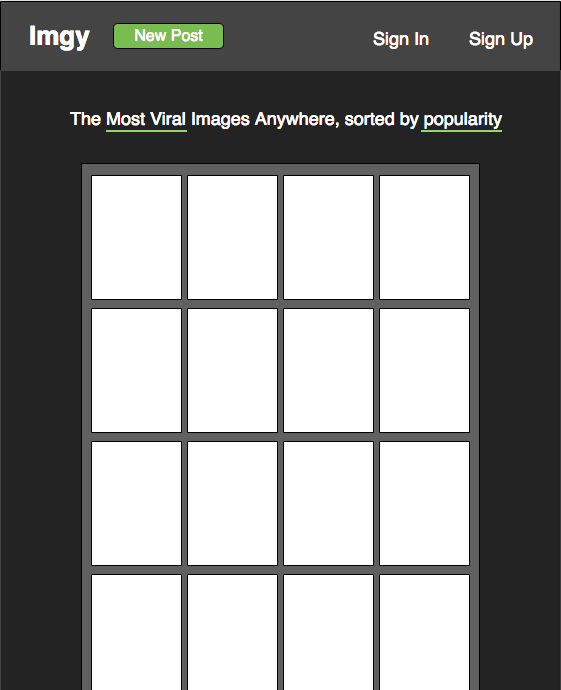 Imgy New Post Sign In Sign Up
The Most Viral Images Anywhere, sorted by popularity